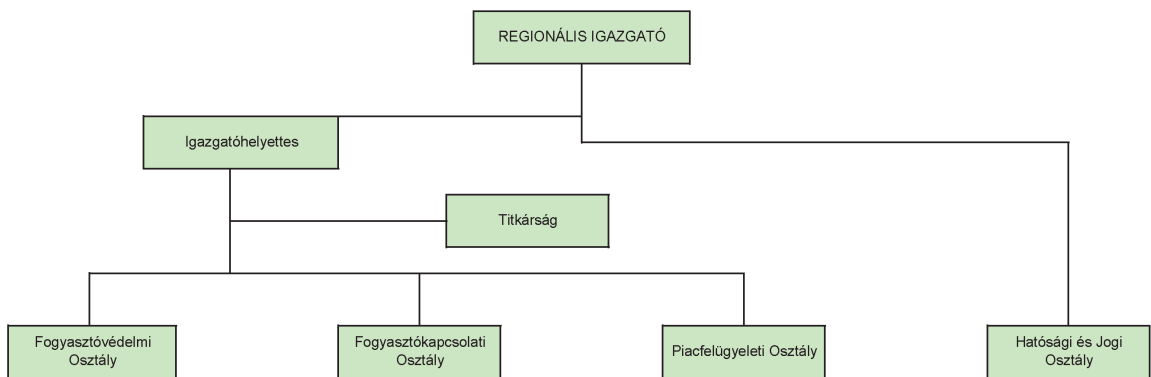 REGIONÁLIS IGAZGATÓ
Igazgatóhelyettes
Titkárság
Fogyasztóvédelmi
Osztály
Fogyasztókapcsolati
Osztály
Piacfelügyeleti Osztály
Hatósági és Jogi
Osztály